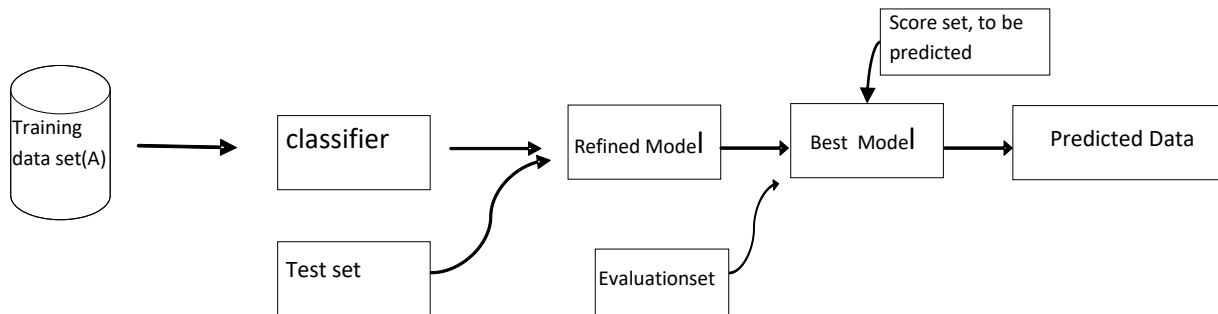 Score set, to be
predicted
Training
data set(A)
classifier
Refined Model
Best Model
Predicted Data
Test set
Evaluationset